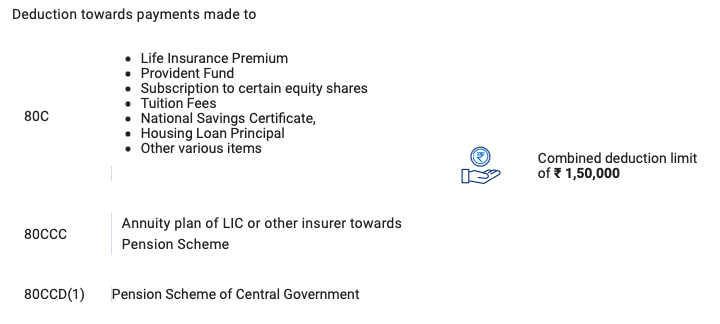 Deduction towards payments made to
80C
• Life Insurance Premium
• Provident Fund
• Subscription to certain equity shares
• Tuition Fees
• National Savings Certificate,
• Housing Loan Principal
• Other various items
₹
Combined deduction limit
of ₹ 1,50,000
80CCC
Annuity plan of LIC or other insurer towards
Pension Scheme
80CCD(1)
Pension Scheme of Central Government